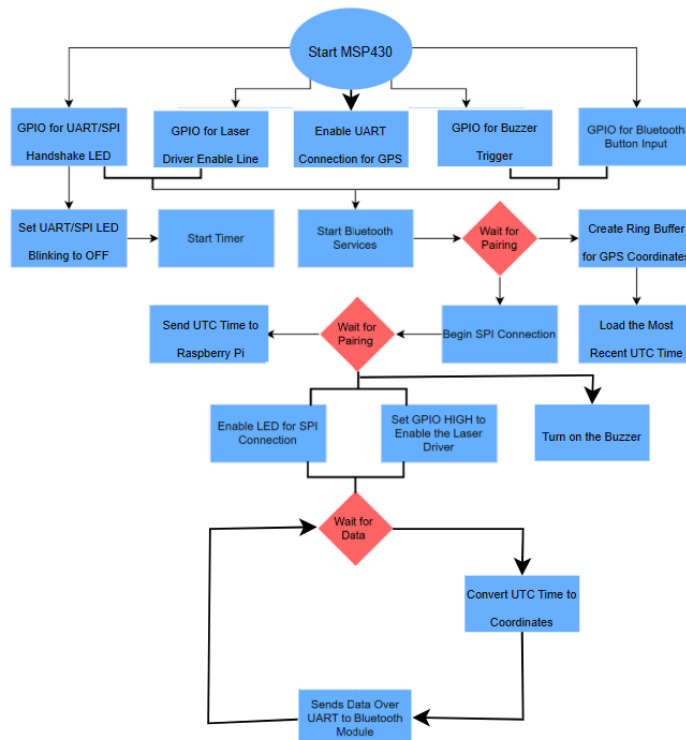 Start MSP430
GPIO for UART/SPI
Handshake LED
GPIO for Laser
Driver Enable Line
Enable UART
Connection for GPS
GPIO for Buzzer
Trigger
GPIO for Bluetooth
Button Input
Set UART/SPI LED
Blinking to OFF
Start Timer
Start Bluetooth
Services
Wait for
Pairing
Create Ring Buffer
for GPS Coordinates
Send UTC Time to
Raspberry Pi
Wait for
Pairing
Begin SPI Connection
Load the Most
Recent UTC Time
Enable LED for SPI
Connection
Set GPIO HIGH to
Enable the Laser
Driver
Turn on the Buzzer
Wait for
Data
Convert UTC Time to
Coordinates
Sends Data Over
UART to Bluetooth
Module